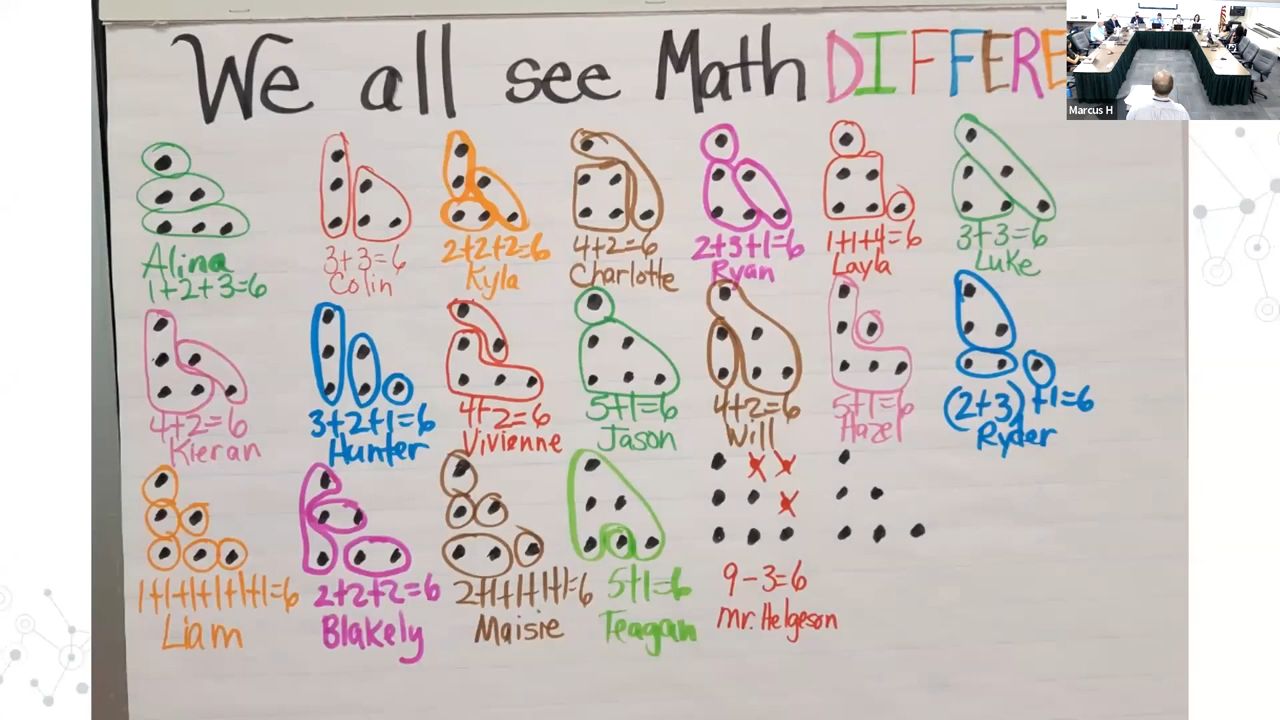 We all see Math DIFFERE
Marcus H
Alina
1+2+3=6
3+3=6
Colin
2+2+2=6
Kyla
4+2=6
Charlotte
2+3+1=6
Ryan
1+1+4=6
Layla
3+3=6
Luke
4+2=6
Kieran
3+2+1=6
Hunter
4+2=6
Vivienne
5+1=6
Jason
4+2=6
Will
5+1=6
Hazel
(2+3)+1=6
Ryder
1+1+1+1+1+1=6
Liam
2+2+2=6
Blakely
2+1+1+1+1=6
Maisie
5+1=6
Teagan
9-3=6
Mr. Helgeson